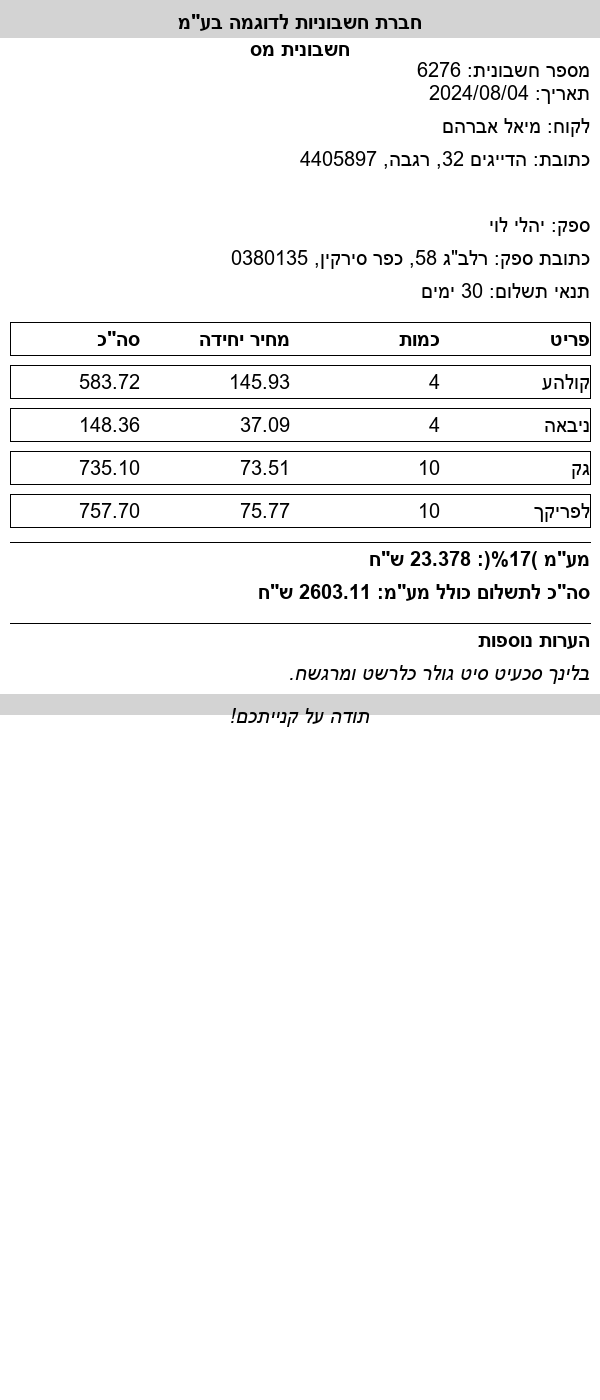 חברת חשבוניות לדוגמה בע"מ
חשבונית מס
מספר חשבונית: 6276
תאריך: 2024/08/04
לקוח: מיאל אברהם
כתובת: הדייגים 32, רגבה, 4405897
ספק: יהלי לוי
כתובת ספק: רלב"ג 58, כפר סירקין, 0380135
תנאי תשלום: 30 ימים
פריט כמות מחיר יחידה סה"כ
קולהע 4 145.93 583.72
ניבאה 4 37.09 148.36
גק 10 73.51 735.10
לפריקך 10 75.77 757.70
מע"מ )17%(: 23.378 ש"ח
סה"כ לתשלום כולל מע"מ: 2603.11 ש"ח
הערות נוספות
בלינך סכעיט סיט גולר כלרשט ומרגשח.
תודה על קנייתכם!